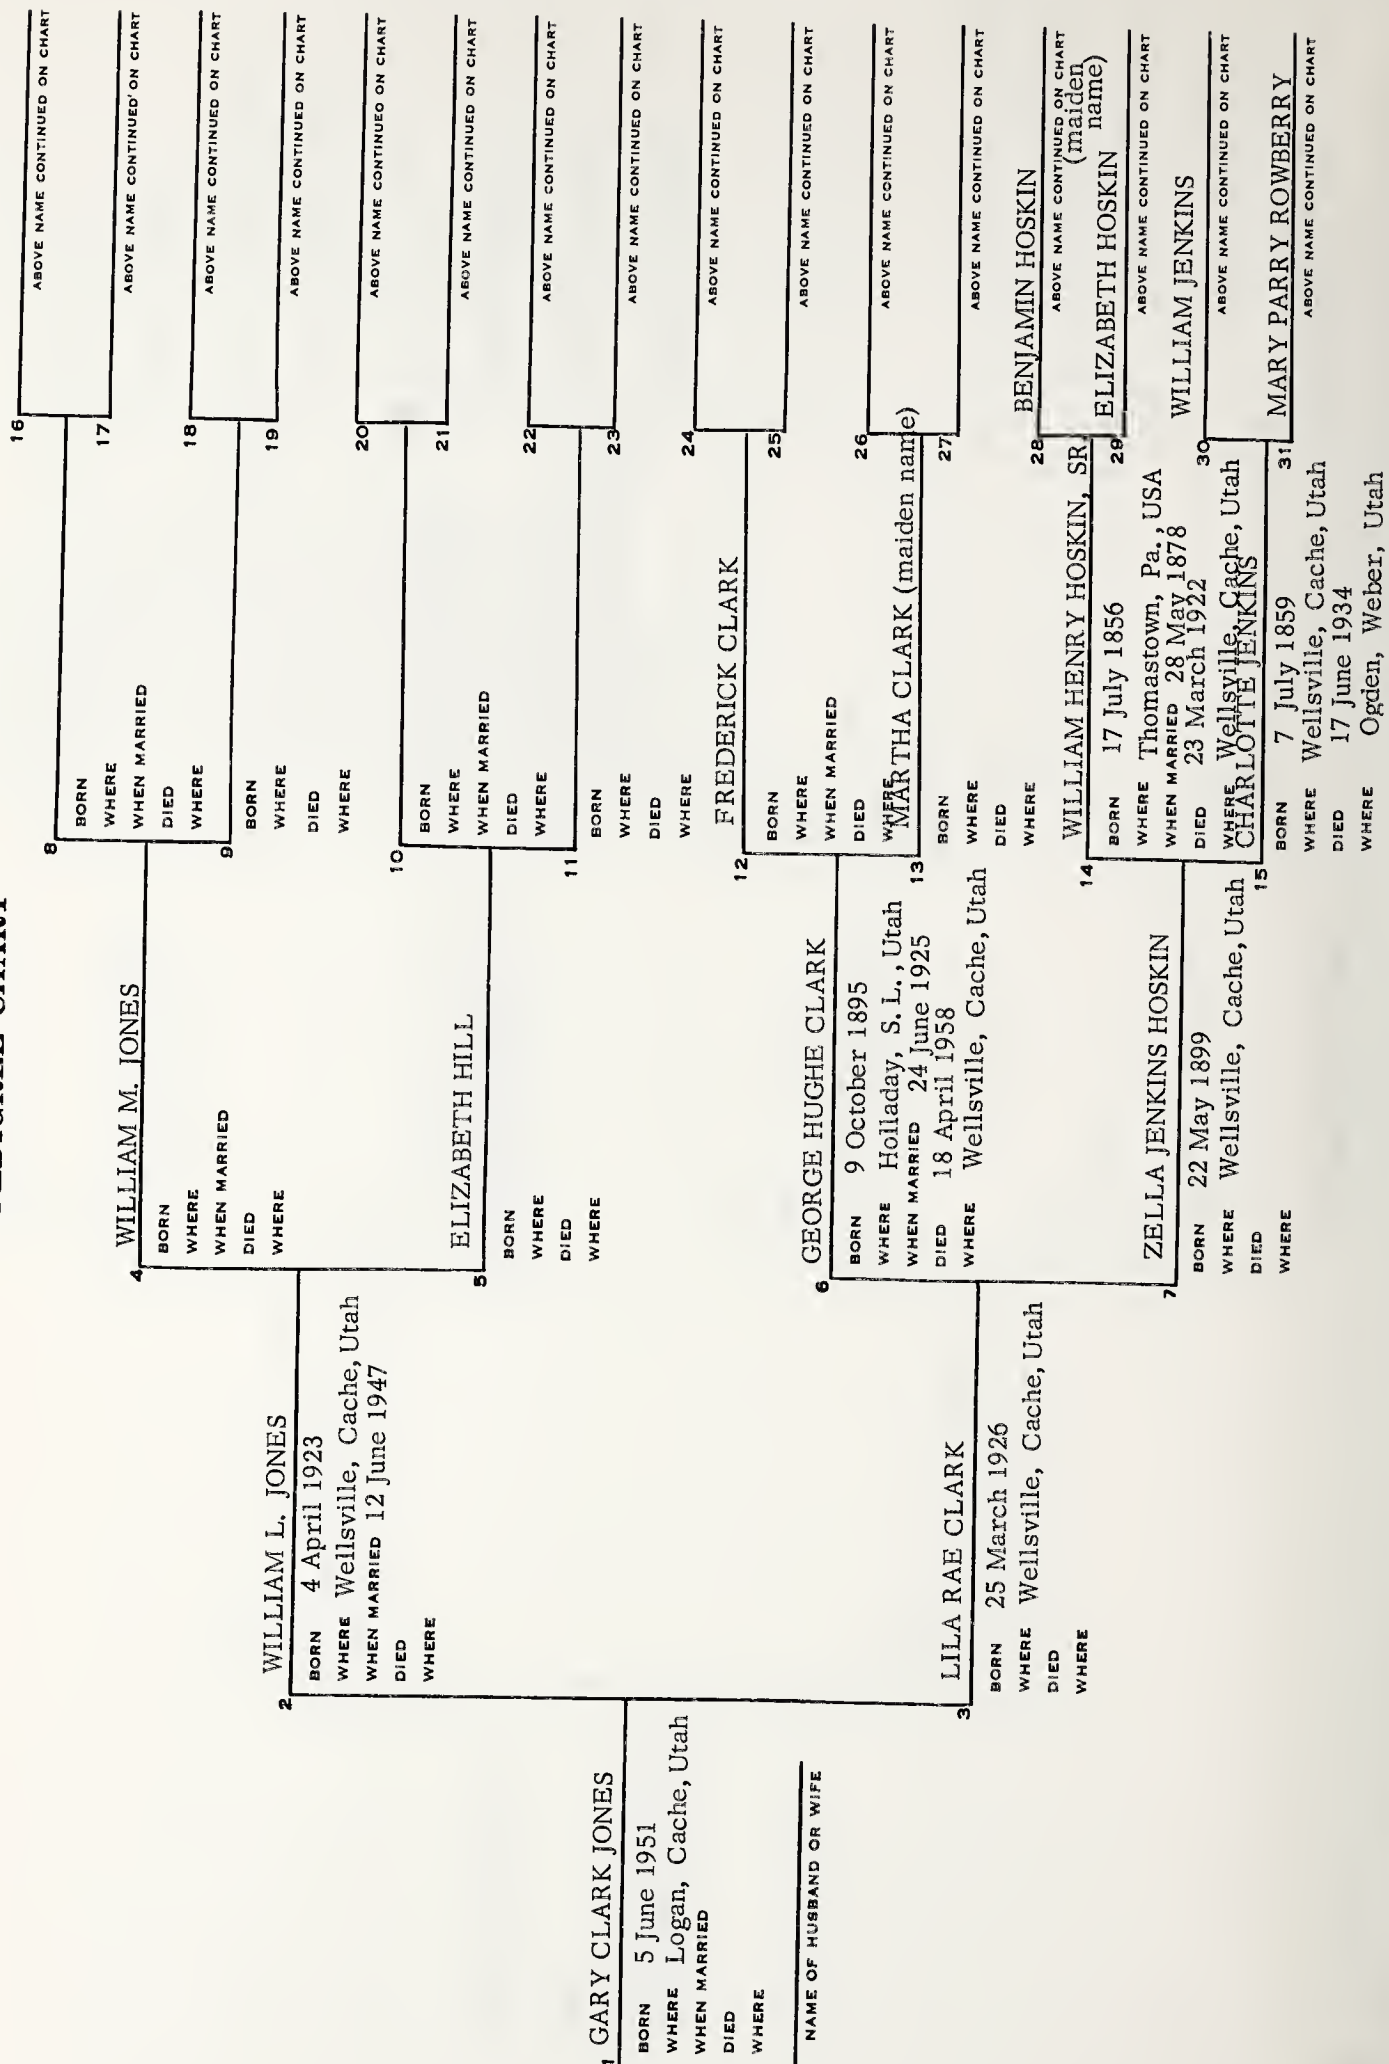 PEDIGREE CHART
1 GARY CLARK JONES
BORN 5 June 1951
WHERE Logan, Cache, Utah
WHEN MARRIED
DIED
WHERE
NAME OF HUSBAND OR WIFE
2 WILLIAM L. JONES
BORN 4 April 1923
WHERE Wellsville, Cache, Utah
WHEN MARRIED 12 June 1947
DIED
WHERE
3 LILA RAE CLARK
BORN 25 March 1926
WHERE Wellsville, Cache, Utah
DIED
WHERE
4 WILLIAM M. JONES
BORN
WHERE
WHEN MARRIED
DIED
WHERE
5 ELIZABETH HILL
BORN
WHERE
DIED
WHERE
6 GEORGE HUGHE CLARK
BORN 9 October 1895
WHERE Holladay, S. L., Utah
WHEN MARRIED 24 June 1925
DIED 18 April 1958
WHERE Wellsville, Cache, Utah
7 ZELLA JENKINS HOSKIN
BORN 22 May 1899
WHERE Wellsville, Cache, Utah
DIED
WHERE
8
BORN
WHERE
WHEN MARRIED
DIED
WHERE
9
BORN
WHERE
DIED
WHERE
10
BORN
WHERE
WHEN MARRIED
DIED
WHERE
11
BORN
WHERE
DIED
WHERE
12 FREDERICK CLARK
BORN
WHERE
WHEN MARRIED
DIED
WHERE
13 MARTHA CLARK (maiden name)
BORN
WHERE
DIED
WHERE
14 WILLIAM HENRY HOSKIN, SR.
BORN 17 July 1856
WHERE Thomastown, Pa., USA
WHEN MARRIED 28 May 1878
DIED 23 March 1922
WHERE Wellsville, Cache, Utah
15 CHARLOTTE JENKINS
BORN 7 July 1859
WHERE Wellsville, Cache, Utah
DIED 17 June 1934
WHERE Ogden, Weber, Utah
16
ABOVE NAME CONTINUED ON CHART
17
ABOVE NAME CONTINUED ON CHART
18
ABOVE NAME CONTINUED ON CHART
19
ABOVE NAME CONTINUED ON CHART
20
ABOVE NAME CONTINUED ON CHART
21
ABOVE NAME CONTINUED ON CHART
22
ABOVE NAME CONTINUED ON CHART
23
ABOVE NAME CONTINUED ON CHART
24
ABOVE NAME CONTINUED ON CHART
25
ABOVE NAME CONTINUED ON CHART
26
ABOVE NAME CONTINUED ON CHART
27
ABOVE NAME CONTINUED ON CHART
28 BENJAMIN HOSKIN
ABOVE NAME CONTINUED ON CHART
29 ELIZABETH HOSKIN (maiden name)
ABOVE NAME CONTINUED ON CHART
30 WILLIAM JENKINS
ABOVE NAME CONTINUED ON CHART
31 MARY PARRY ROWBERRY
ABOVE NAME CONTINUED ON CHART